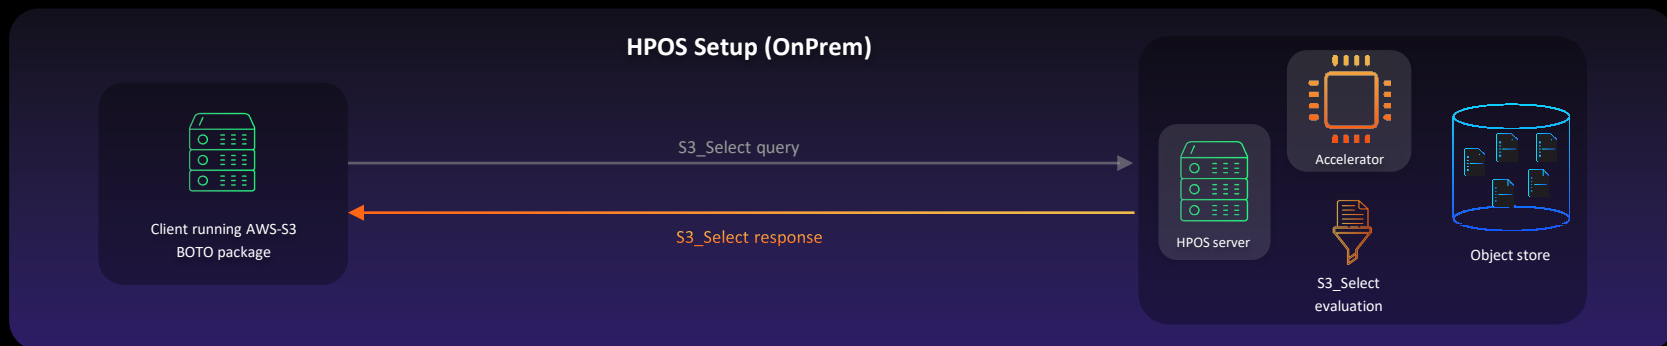 HPOS Setup (OnPrem)
Client running AWS-S3
BOTO package
S3_Select query
S3_Select response
HPOS server
Accelerator
S3_Select
evaluation
Object store